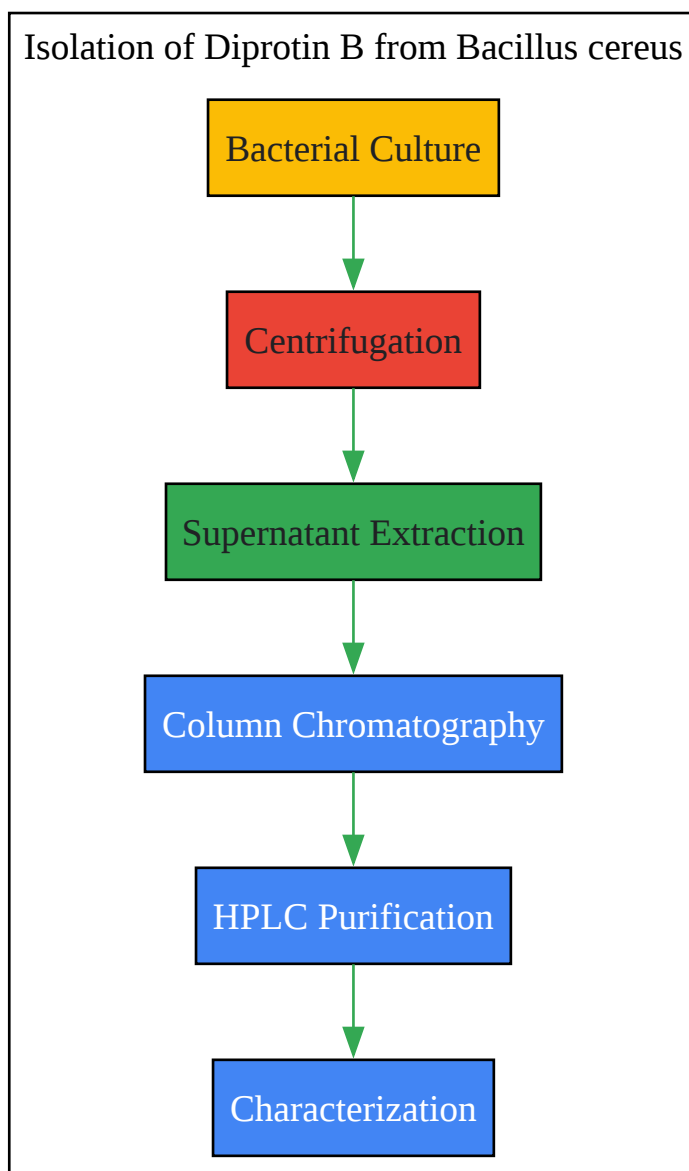 Isolation of Diprotin B from Bacillus cereus
Bacterial Culture
Centrifugation
Supernatant Extraction
Column Chromatography
HPLC Purification
Characterization